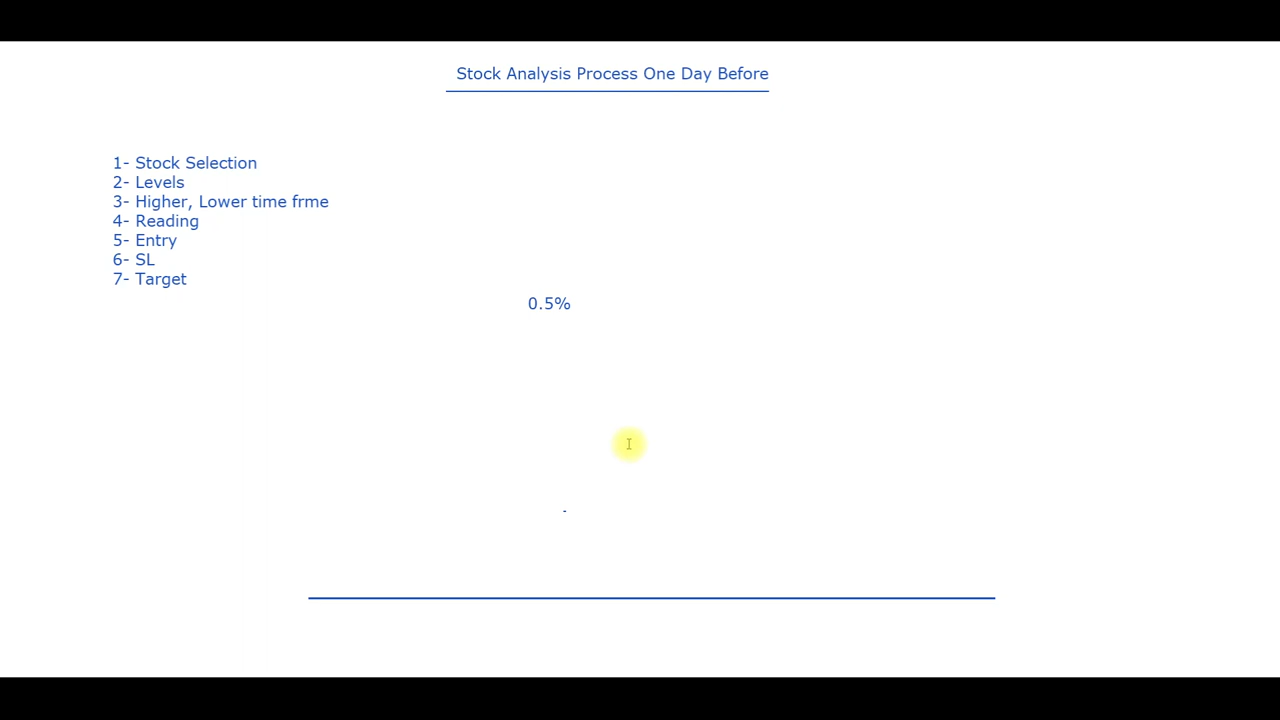 Stock Analysis Process One Day Before
1- Stock Selection
2- Levels
3- Higher, Lower time frme
4- Reading
5- Entry
6- SL
7- Target
0.5%